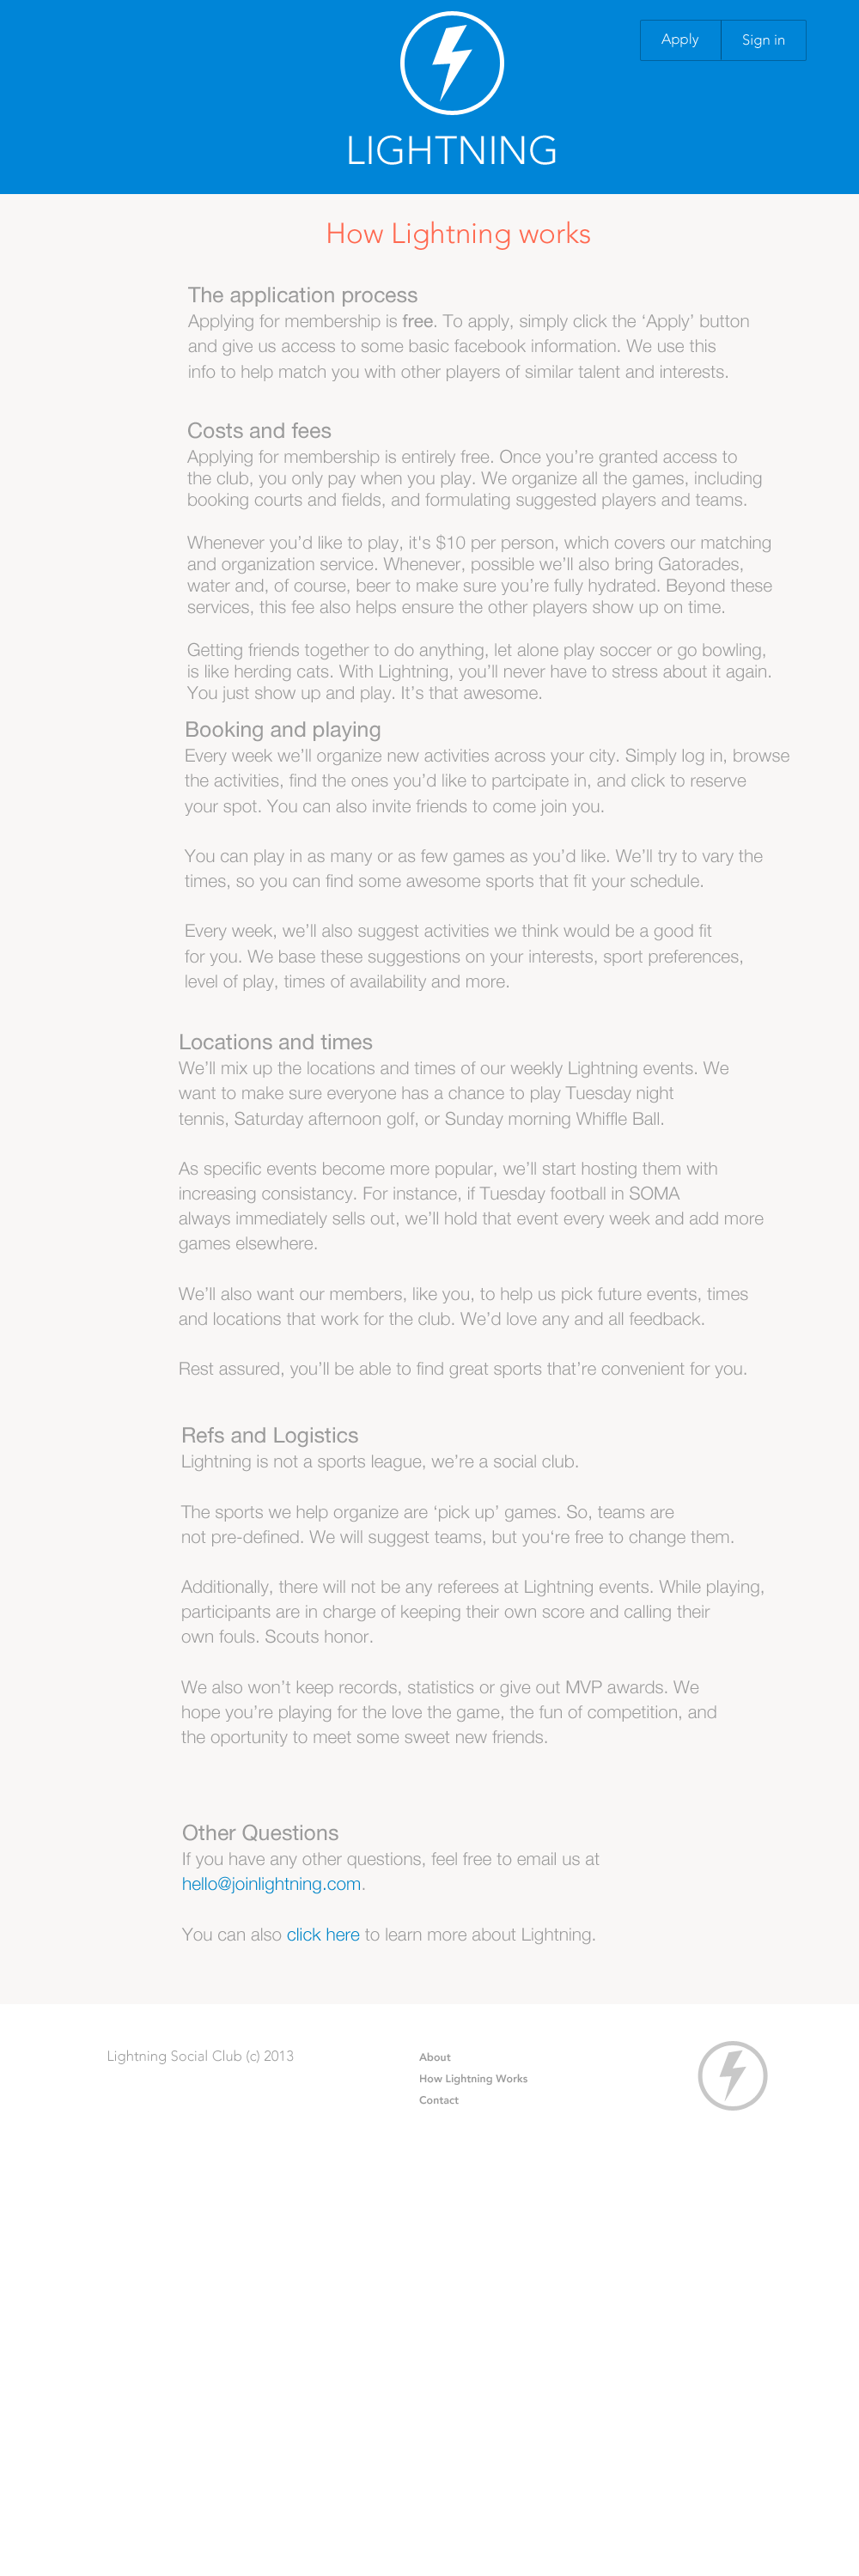 Apply
Sign in
LIGHTNING
How Lightning works
The application process
Applying for membership is free. To apply, simply click the ‘Apply’ button
and give us access to some basic facebook information. We use this
info to help match you with other players of similar talent and interests.
Costs and fees
Applying for membership is entirely free. Once you’re granted access to
the club, you only pay when you play. We organize all the games, including
booking courts and fields, and formulating suggested players and teams.
Whenever you’d like to play, it's $10 per person, which covers our matching
and organization service. Whenever, possible we’ll also bring Gatorades,
water and, of course, beer to make sure you’re fully hydrated. Beyond these
services, this fee also helps ensure the other players show up on time.
Getting friends together to do anything, let alone play soccer or go bowling,
is like herding cats. With Lightning, you’ll never have to stress about it again.
You just show up and play. It’s that awesome.
Booking and playing
Every week we’ll organize new activities across your city. Simply log in, browse
the activities, find the ones you’d like to partcipate in, and click to reserve
your spot. You can also invite friends to come join you.
You can play in as many or as few games as you’d like. We’ll try to vary the
times, so you can find some awesome sports that fit your schedule.
Every week, we’ll also suggest activities we think would be a good fit
for you. We base these suggestions on your interests, sport preferences,
level of play, times of availability and more.
Locations and times
We’ll mix up the locations and times of our weekly Lightning events. We
want to make sure everyone has a chance to play Tuesday night
tennis, Saturday afternoon golf, or Sunday morning Whiffle Ball.
As specific events become more popular, we’ll start hosting them with
increasing consistancy. For instance, if Tuesday football in SOMA
always immediately sells out, we’ll hold that event every week and add more
games elsewhere.
We’ll also want our members, like you, to help us pick future events, times
and locations that work for the club. We’d love any and all feedback.
Rest assured, you’ll be able to find great sports that’re convenient for you.
Refs and Logistics
Lightning is not a sports league, we’re a social club.
The sports we help organize are ‘pick up’ games. So, teams are
not pre-defined. We will suggest teams, but you‘re free to change them.
Additionally, there will not be any referees at Lightning events. While playing,
participants are in charge of keeping their own score and calling their
own fouls. Scouts honor.
We also won’t keep records, statistics or give out MVP awards. We
hope you’re playing for the love the game, the fun of competition, and
the oportunity to meet some sweet new friends.
Other Questions
If you have any other questions, feel free to email us at
hello@joinlightning.com.
You can also click here to learn more about Lightning.
Lightning Social Club (c) 2013
About
How Lightning Works
Contact